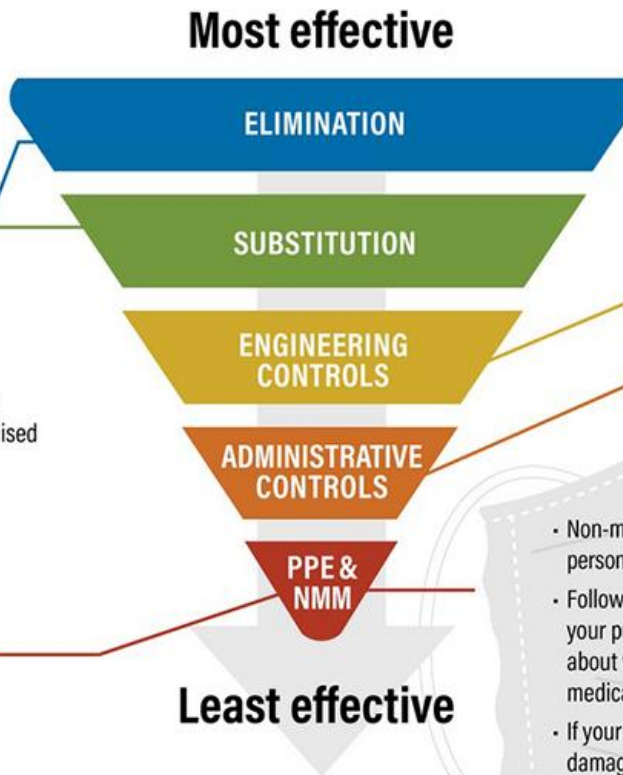 Most effective
ELIMINATION
SUBSTITUTION
ENGINEERING
CONTROLS
ised
ADMINISTRATIVE
CONTROLS
PPE &
NMM
· Non-m
person
· Follow
your p
about
medica
· If your
damag
Least effective